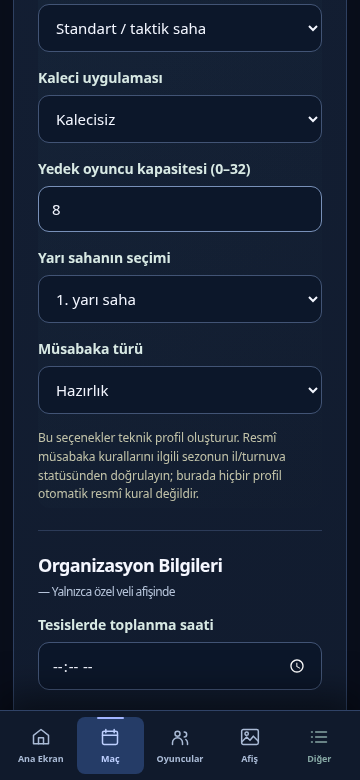 Standart / taktik saha
Kaleci uygulaması
Kalecisiz
Yedek oyuncu kapasitesi (0–32)
8
Yarı sahanın seçimi
1. yarı saha
Müsabaka türü
Hazırlık
Bu seçenekler teknik profil oluşturur. Resmî
müsabaka kurallarını ilgili sezonun il/turnuva
statüsünden doğrulayın; burada hiçbir profil
otomatik resmî kural değildir.
Organizasyon Bilgileri
— Yalnızca özel veli afişinde
Tesislerde toplanma saati
--:-- --
Ana Ekran
Maç
Oyuncular
Afiş
Diğer